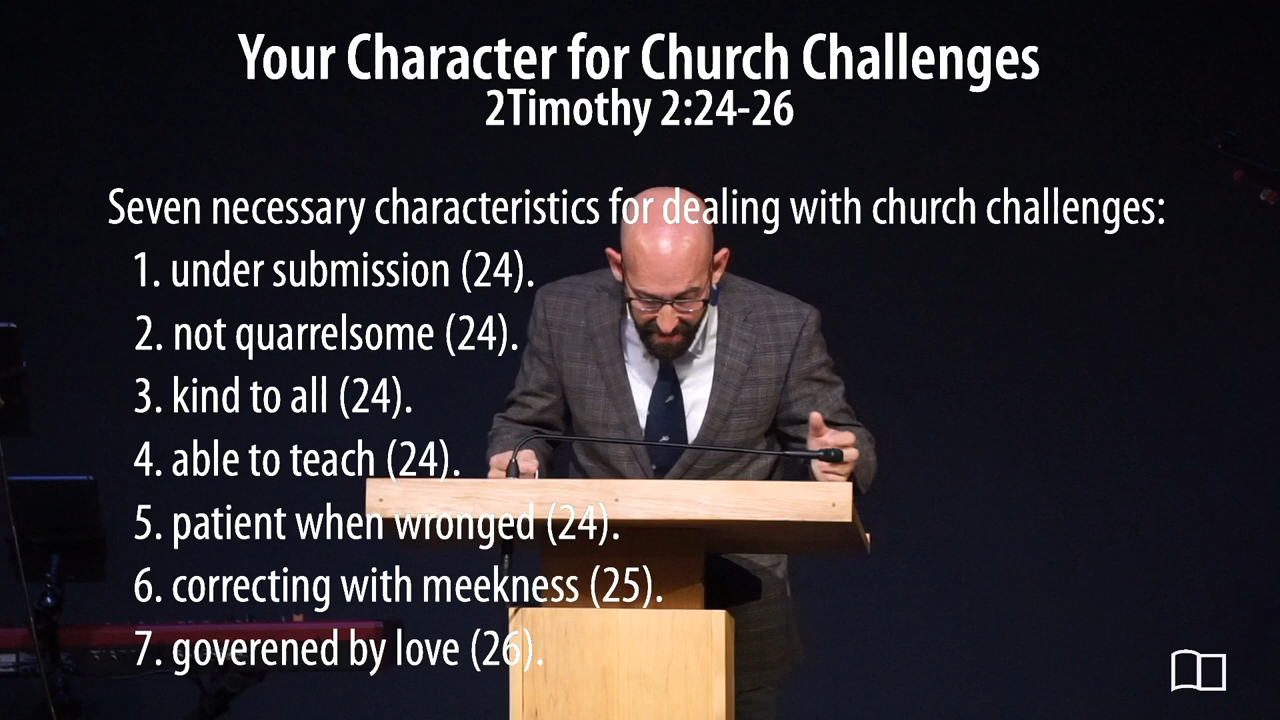 Your Character for Church Challenges
2Timothy 2:24-26
Seven necessary characteristics for dealing with church challenges:
1. under submission (24).
2. not quarrelsome (24).
3. kind to all (24).
4. able to teach (24).
5. patient when wronged (24).
6. correcting with meekness (25).
7. goverened by love (26).